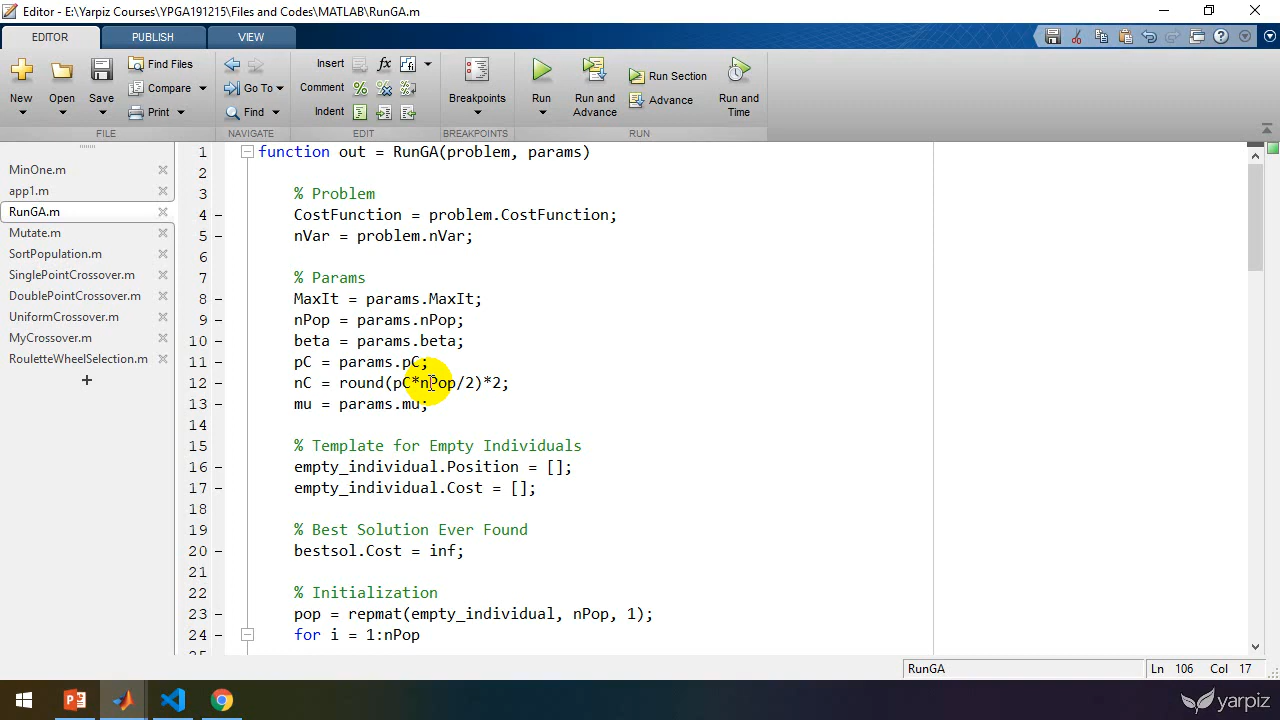 Editor - E:\Yarpiz Courses\YPGA191215\Files and Codes\MATLAB\RunGA.m
EDITOR
PUBLISH
VIEW
New
Open
Save
Find Files
Compare
Print
FILE
Go To
Find
NAVIGATE
Insert
Comment
Indent
EDIT
Breakpoints
BREAKPOINTS
Run
Run and Advance
Run Section
Advance
Run and Time
RUN
MinOne.m
app1.m
RunGA.m
Mutate.m
SortPopulation.m
SinglePointCrossover.m
DoublePointCrossover.m
UniformCrossover.m
MyCrossover.m
RouletteWheelSelection.m
1 function out = RunGA(problem, params)
2
3 % Problem
4 CostFunction = problem.CostFunction;
5 nVar = problem.nVar;
6
7 % Params
8 MaxIt = params.MaxIt;
9 nPop = params.nPop;
10 beta = params.beta;
11 pC = params.pC;
12 nC = round(pC*nPop/2)*2;
13 mu = params.mu;
14
15 % Template for Empty Individuals
16 empty_individual.Position = [];
17 empty_individual.Cost = [];
18
19 % Best Solution Ever Found
20 bestsol.Cost = inf;
21
22 % Initialization
23 pop = repmat(empty_individual, nPop, 1);
24 for i = 1:nPop
RunGA
Ln 106 Col 17
yarpiz